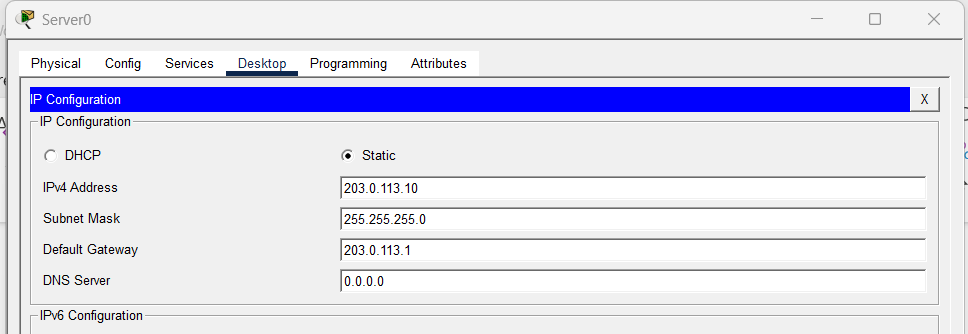 Server0
Physical Config Services Desktop Programming Attributes
IP Configuration X
IP Configuration
DHCP Static
IPv4 Address 203.0.113.10
Subnet Mask 255.255.255.0
Default Gateway 203.0.113.1
DNS Server 0.0.0.0
IPv6 Configuration